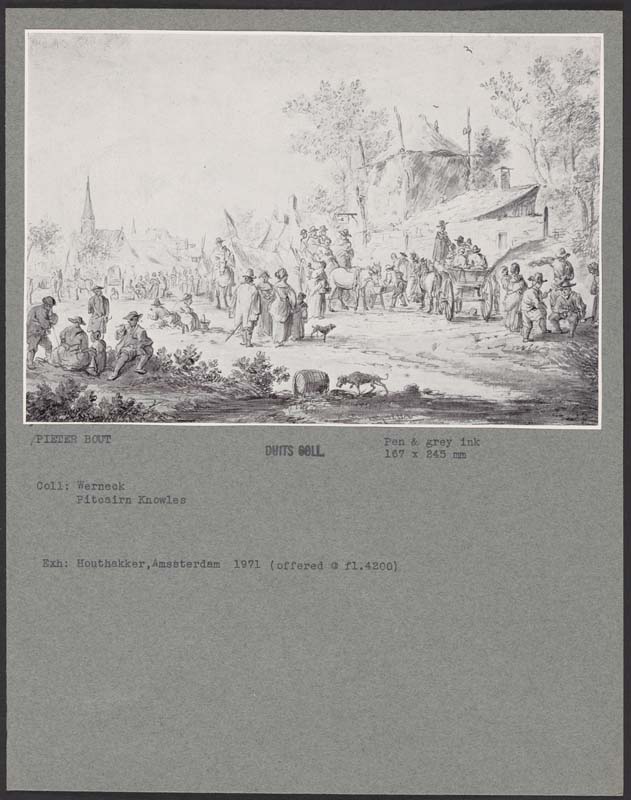 PIETER BOUT
DUITS COLL.
Pen & grey ink
167 x 245 mm
Coll: Werneck
Pitcairn Knowles
Exh: Houthakker,Amssterdam 1971 (offered @ fl.4200)